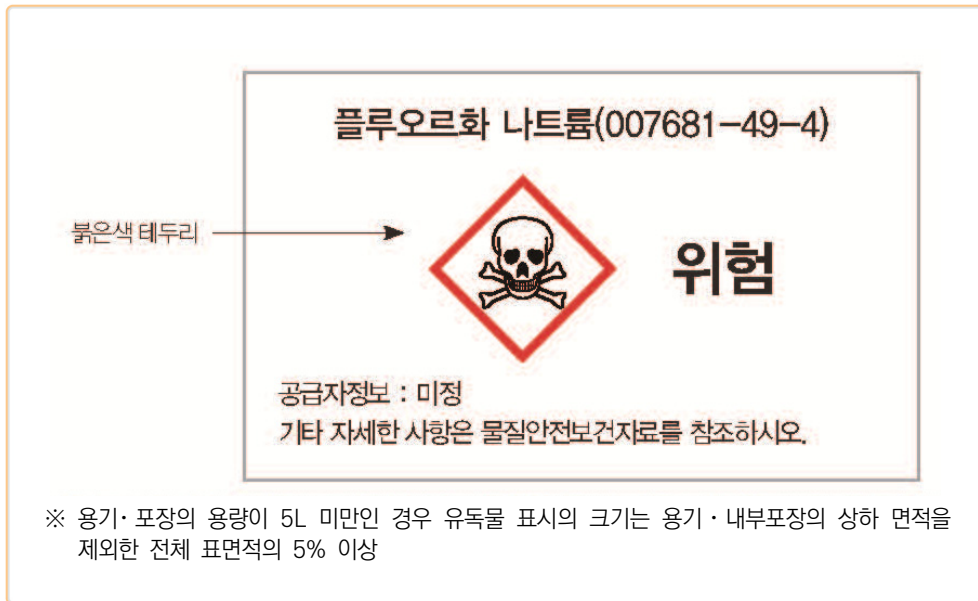 플루오르화 나트륨(007681-49-4)
붉은색 테두리
위험
공급자정보 : 미정
기타 자세한 사항은 물질안전보건자료를 참조하시오.
※ 용기·포장의 용량이 5L 미만인 경우 유독물 표시의 크기는 용기·내부포장의 상하 면적을
제외한 전체 표면적의 5% 이상